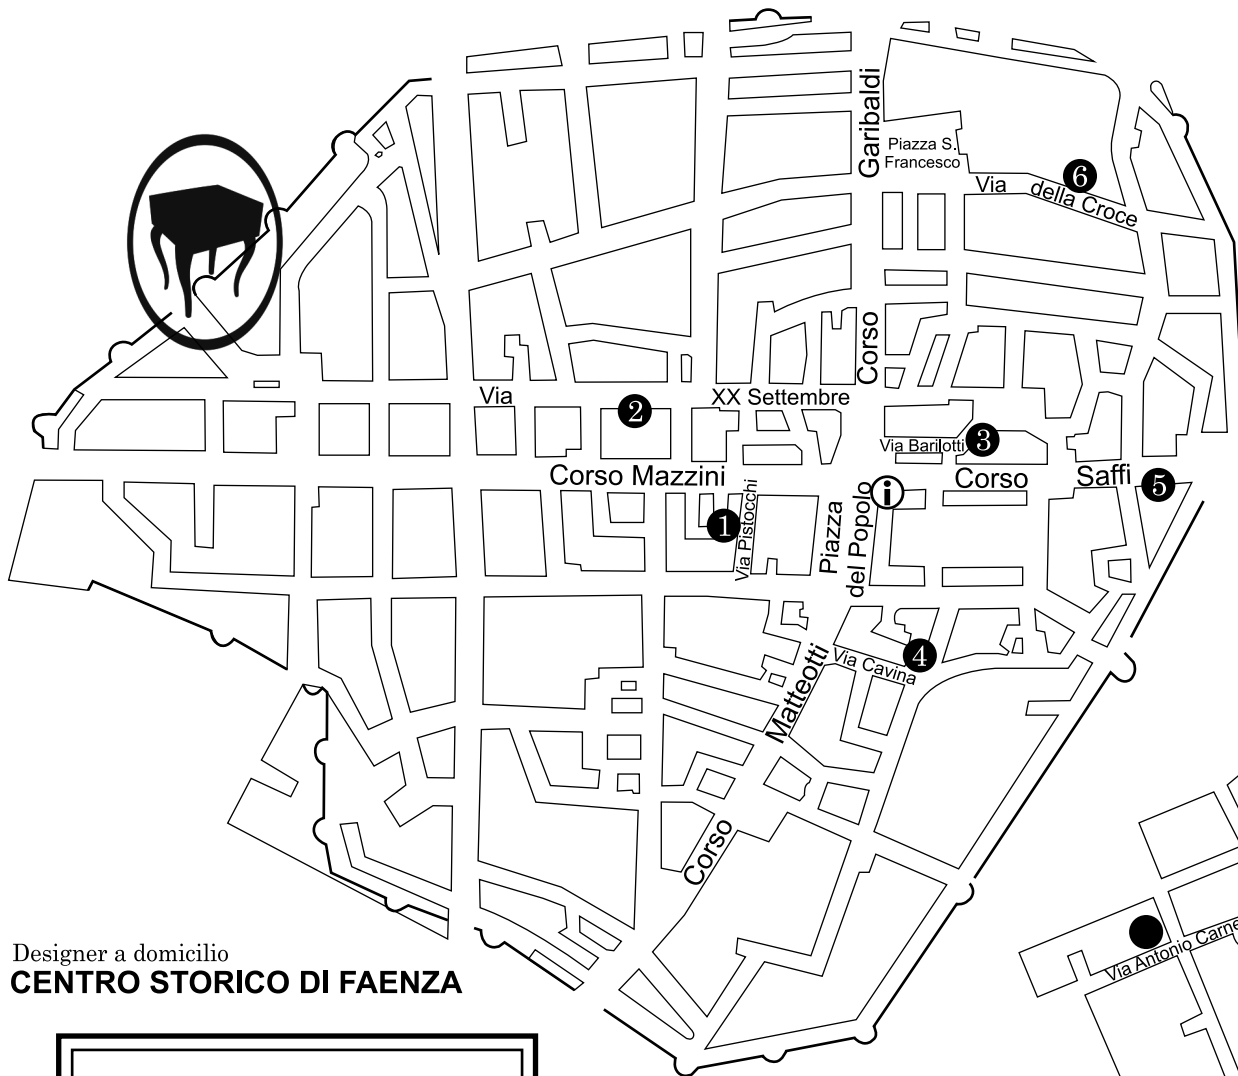 Garibaldi
Piazza S.
Francesco
6
Via
della Croce
Corso
Via
XX Settembre
2
Via Barilotti
3
Corso Mazzini
Corso
Saffi
5
i
1
Via Pistocchi
Piazza
del Popolo
4
Via Cavina
Matteotti
Corso
Via Antonio Carne
Designer a domicilio
CENTRO STORICO DI FAENZA